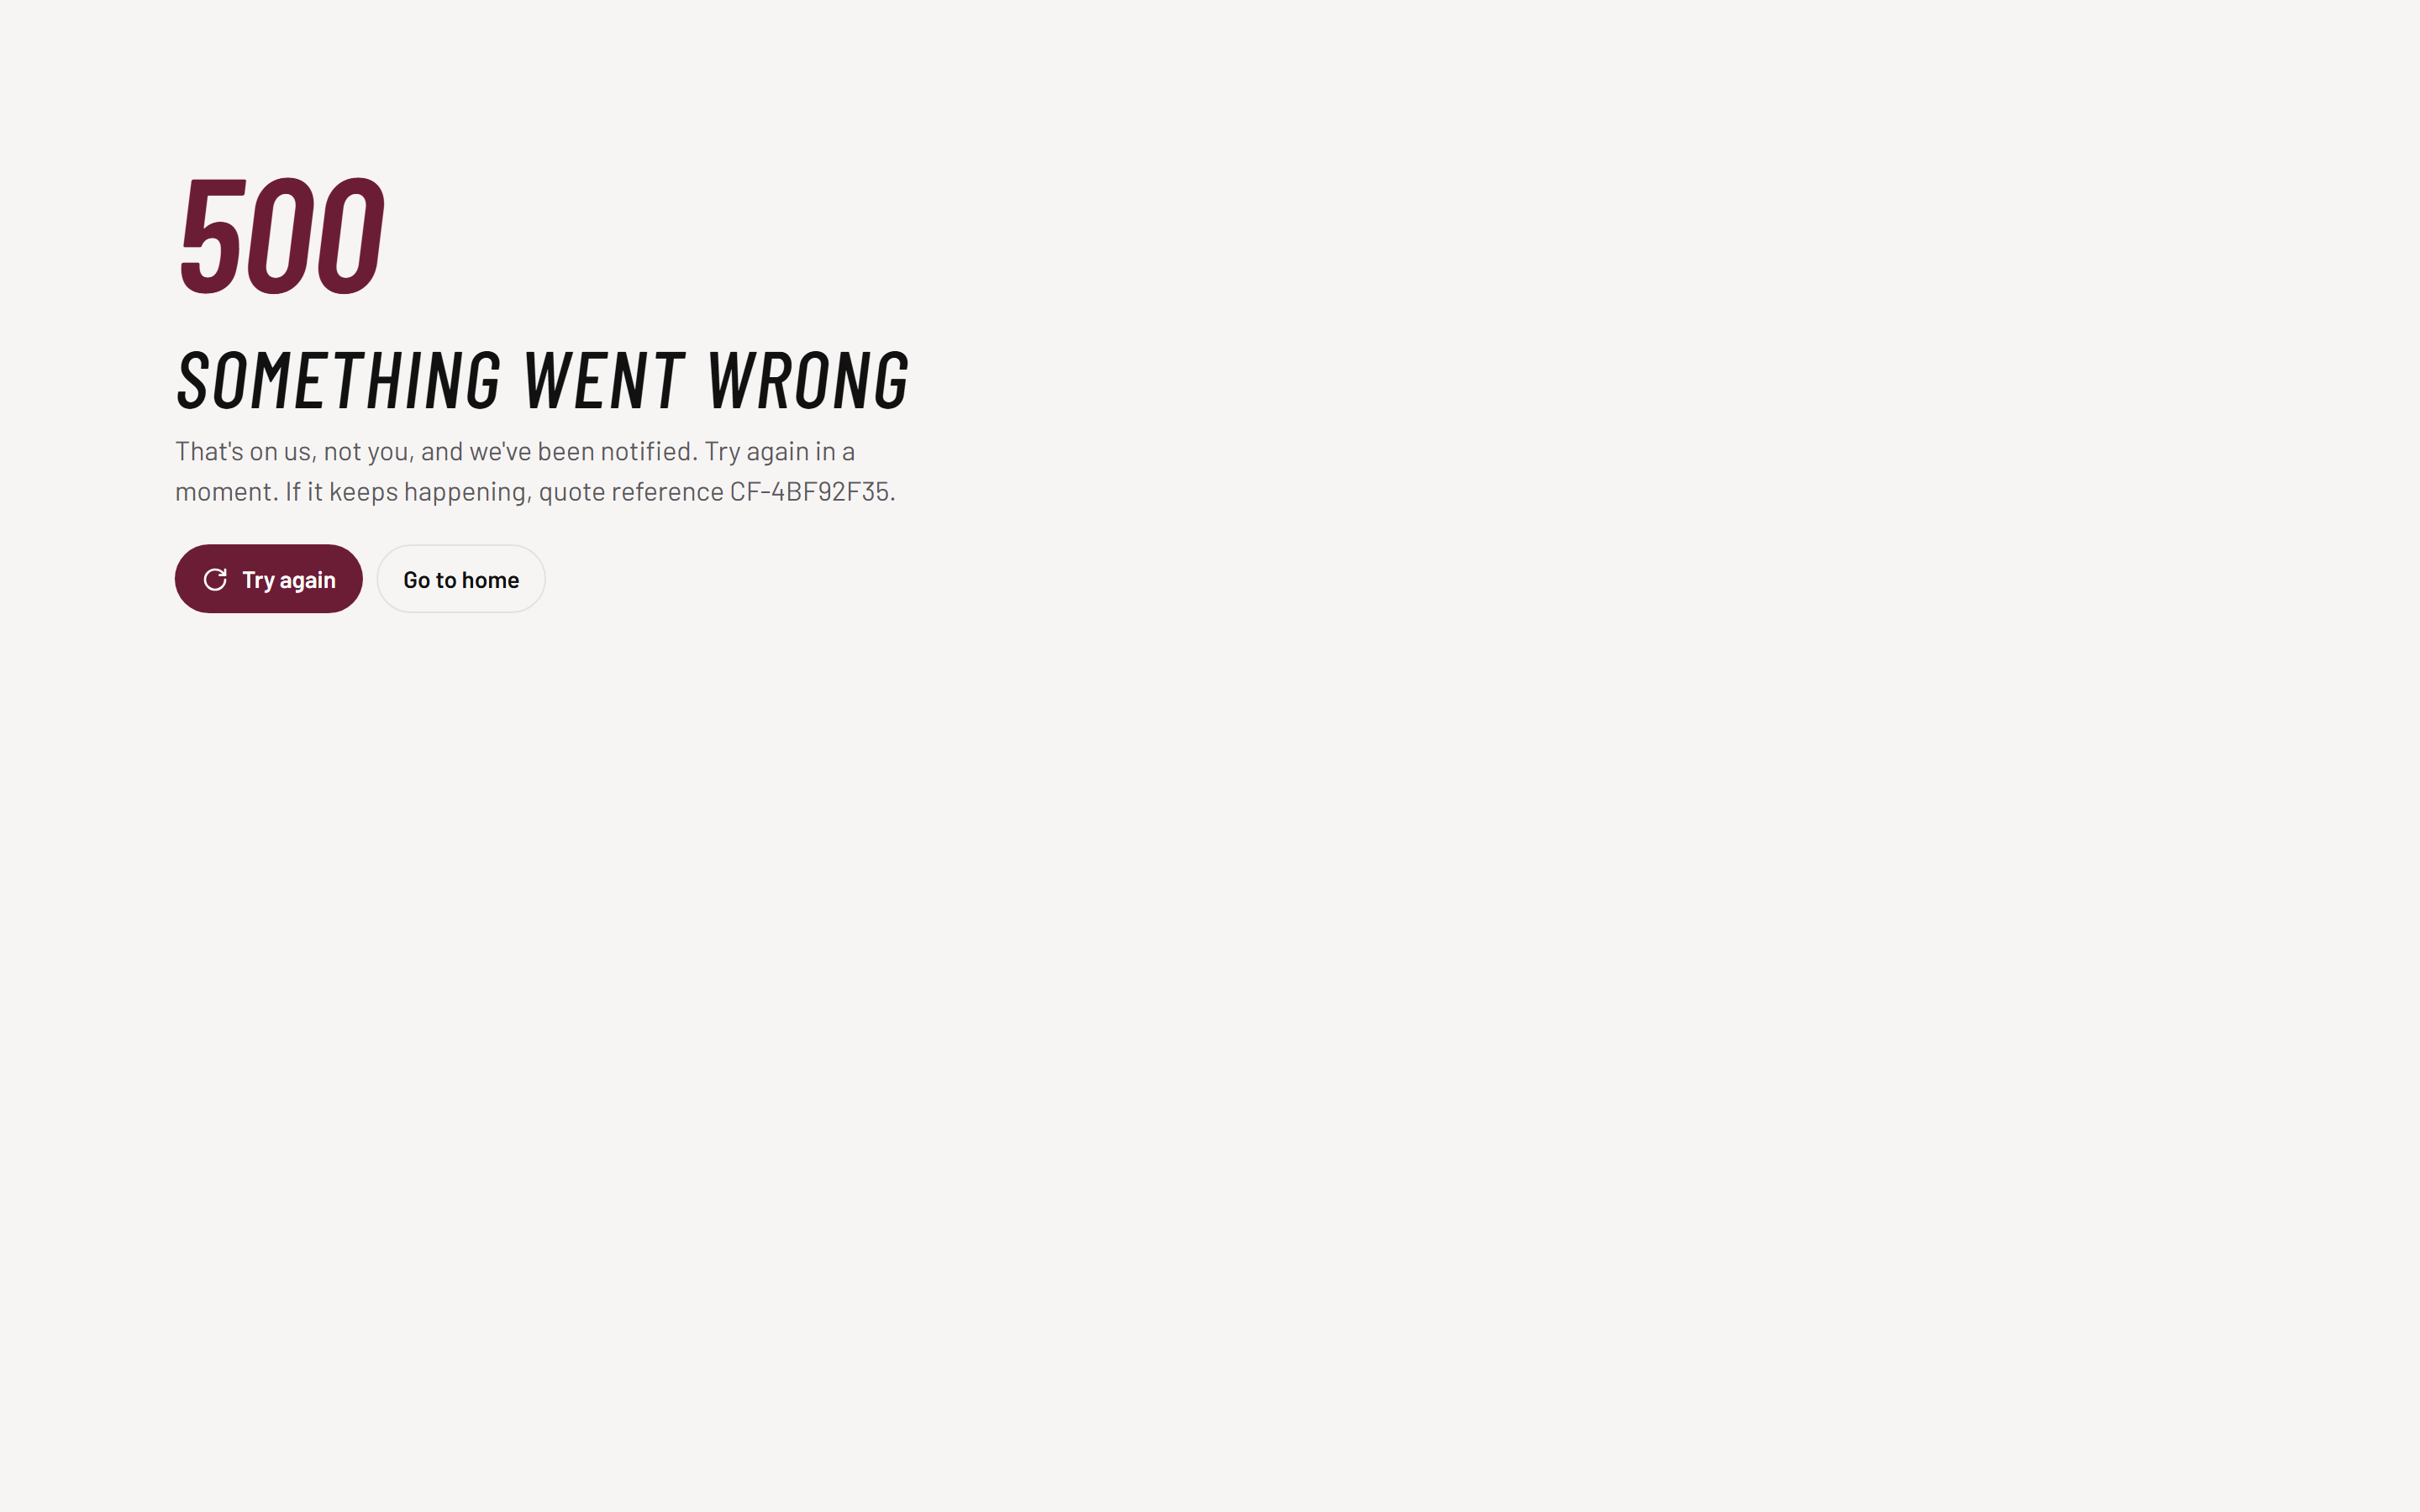 500
SOMETHING WENT WRONG
That's on us, not you, and we've been notified. Try again in a
moment. If it keeps happening, quote reference CF-4BF92F35.
Try again
Go to home